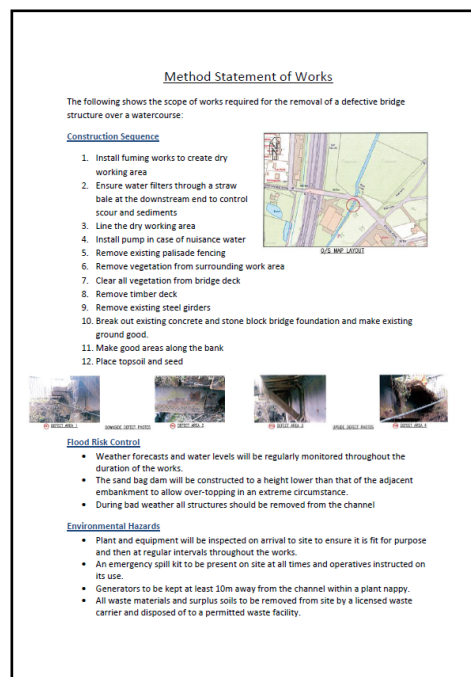 Method Statement of Works
The following shows the scope of works required for the removal of a defective bridge
structure over a watercourse:
Construction Sequence
1. Install fuming works to create dry
working area
2. Ensure water filters through a straw
bale at the downstream end to control
scour and sediments
3. Line the dry working area
4. Install pump in case of nuisance water
5. Remove existing palisade fencing
6. Remove vegetation from surrounding work area
7. Clear all vegetation from bridge deck
8. Remove timber deck
9. Remove existing steel girders
10. Break out existing concrete and stone block bridge foundation and make existing
ground good.
11. Make good areas along the bank
12. Place topsoil and seed
O/S MAP LAYOUT
DEFECT AREA 1
DOWNSIDE DEFECT PHOTOS
DEFECT AREA 2
DEFECT AREA 3
UPSIDE DEFECT PHOTOS
DEFECT AREA 4
Flood Risk Control
• Weather forecasts and water levels will be regularly monitored throughout the
duration of the works.
• The sand bag dam will be constructed to a height lower than that of the adjacent
embankment to allow over-topping in an extreme circumstance.
• During bad weather all structures should be removed from the channel
Environmental Hazards
• Plant and equipment will be inspected on arrival to site to ensure it is fit for purpose
and then at regular intervals throughout the works.
• An emergency spill kit to be present on site at all times and operatives instructed on
its use.
• Generators to be kept at least 10m away from the channel within a plant nappy.
• All waste materials and surplus soils to be removed from site by a licensed waste
carrier and disposed of to a permitted waste facility.